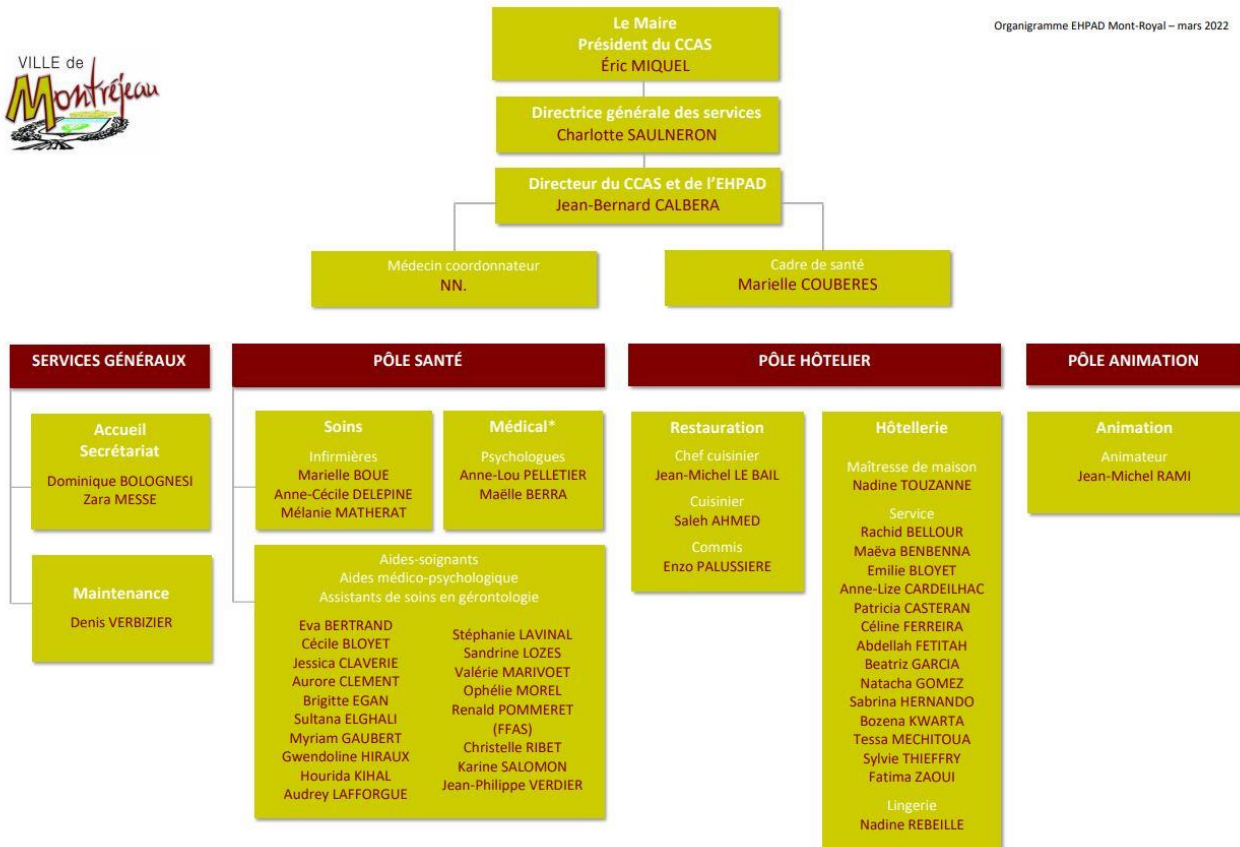 Organigramme EHPAD Mont-Royal – mars 2022
VILLE de
Montréjeau
Le Maire
Président du CCAS
Éric MIQUEL
Directrice générale des services
Charlotte SAULNERON
Directeur du CCAS et de l'EHPAD
Jean-Bernard CALBERA
Médecin coordonnateur
NN.
Cadre de santé
Marielle COUBERES
SERVICES GÉNÉRAUX
Accueil
Secrétariat
Dominique BOLOGNESI
Zara MESSE
Maintenance
Denis VERBIZIER
PÔLE SANTÉ
Soins
Infirmières
Marielle BOUE
Anne-Cécile DELEPINE
Mélanie MATHERAT
Médical*
Psychologues
Anne-Lou PELLETIER
Maëlle BERRA
Aides-soignants
Aides médico-psychologique
Assistants de soins en gérontologie
Eva BERTRAND
Cécile BLOYET
Jessica CLAVERIE
Aurore CLEMENT
Brigitte EGAN
Sultana ELGHALI
Myriam GAUBERT
Gwendoline HIRAUX
Hourida KIHAL
Audrey LAFFORGUE
Stéphanie LAVINAL
Sandrine LOZES
Valérie MARIVOET
Ophélie MOREL
Renald POMMERET
(FFAS)
Christelle RIBET
Karine SALOMON
Jean-Philippe VERDIER
PÔLE HÔTELIER
Restauration
Chef cuisinier
Jean-Michel LE BAIL
Cuisinier
Saleh AHMED
Commis
Enzo PALUSSIERE
Hôtellerie
Maîtresse de maison
Nadine TOUZANNE
Service
Rachid BELLOUR
Maëva BENBENNA
Emilie BLOYET
Anne-Lize CARDEILHAC
Patricia CASTERAN
Céline FERREIRA
Abdellah FETITAH
Beatriz GARCIA
Natacha GOMEZ
Sabrina HERNANDO
Bozena KWARTA
Tessa MECHITOUA
Sylvie THIEFFRY
Fatima ZAOUI
Lingerie
Nadine REBEILLE
PÔLE ANIMATION
Animation
Animateur
Jean-Michel RAMI